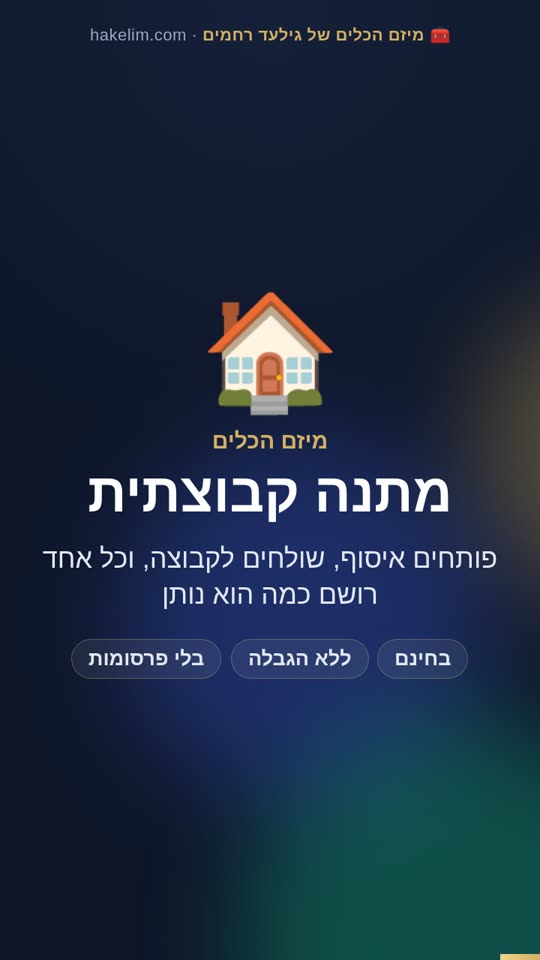 🧰 מיזם הכלים של גילעד רחמים · hakelim.com
מיזם הכלים
מתנה קבוצתית
פותחים איסוף, שולחים לקבוצה, וכל אחד
רושם כמה הוא נותן
בחינם
ללא הגבלה
בלי פרסומות